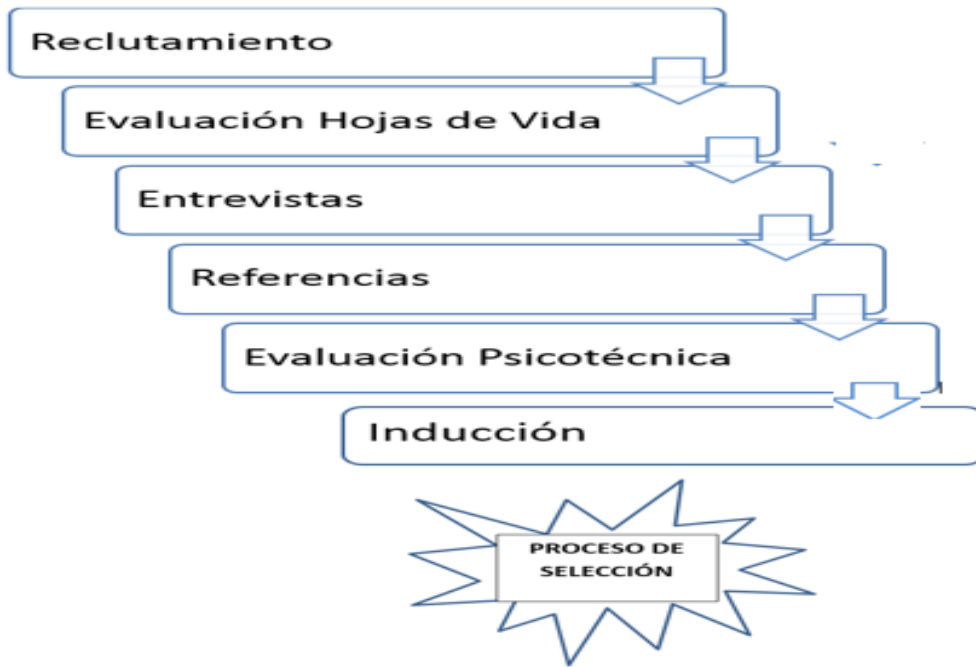 Reclutamiento
Evaluación Hojas de Vida
Entrevistas
Referencias
Evaluación Psicotécnica
Inducción
PROCESO DE
SELECCIÓN